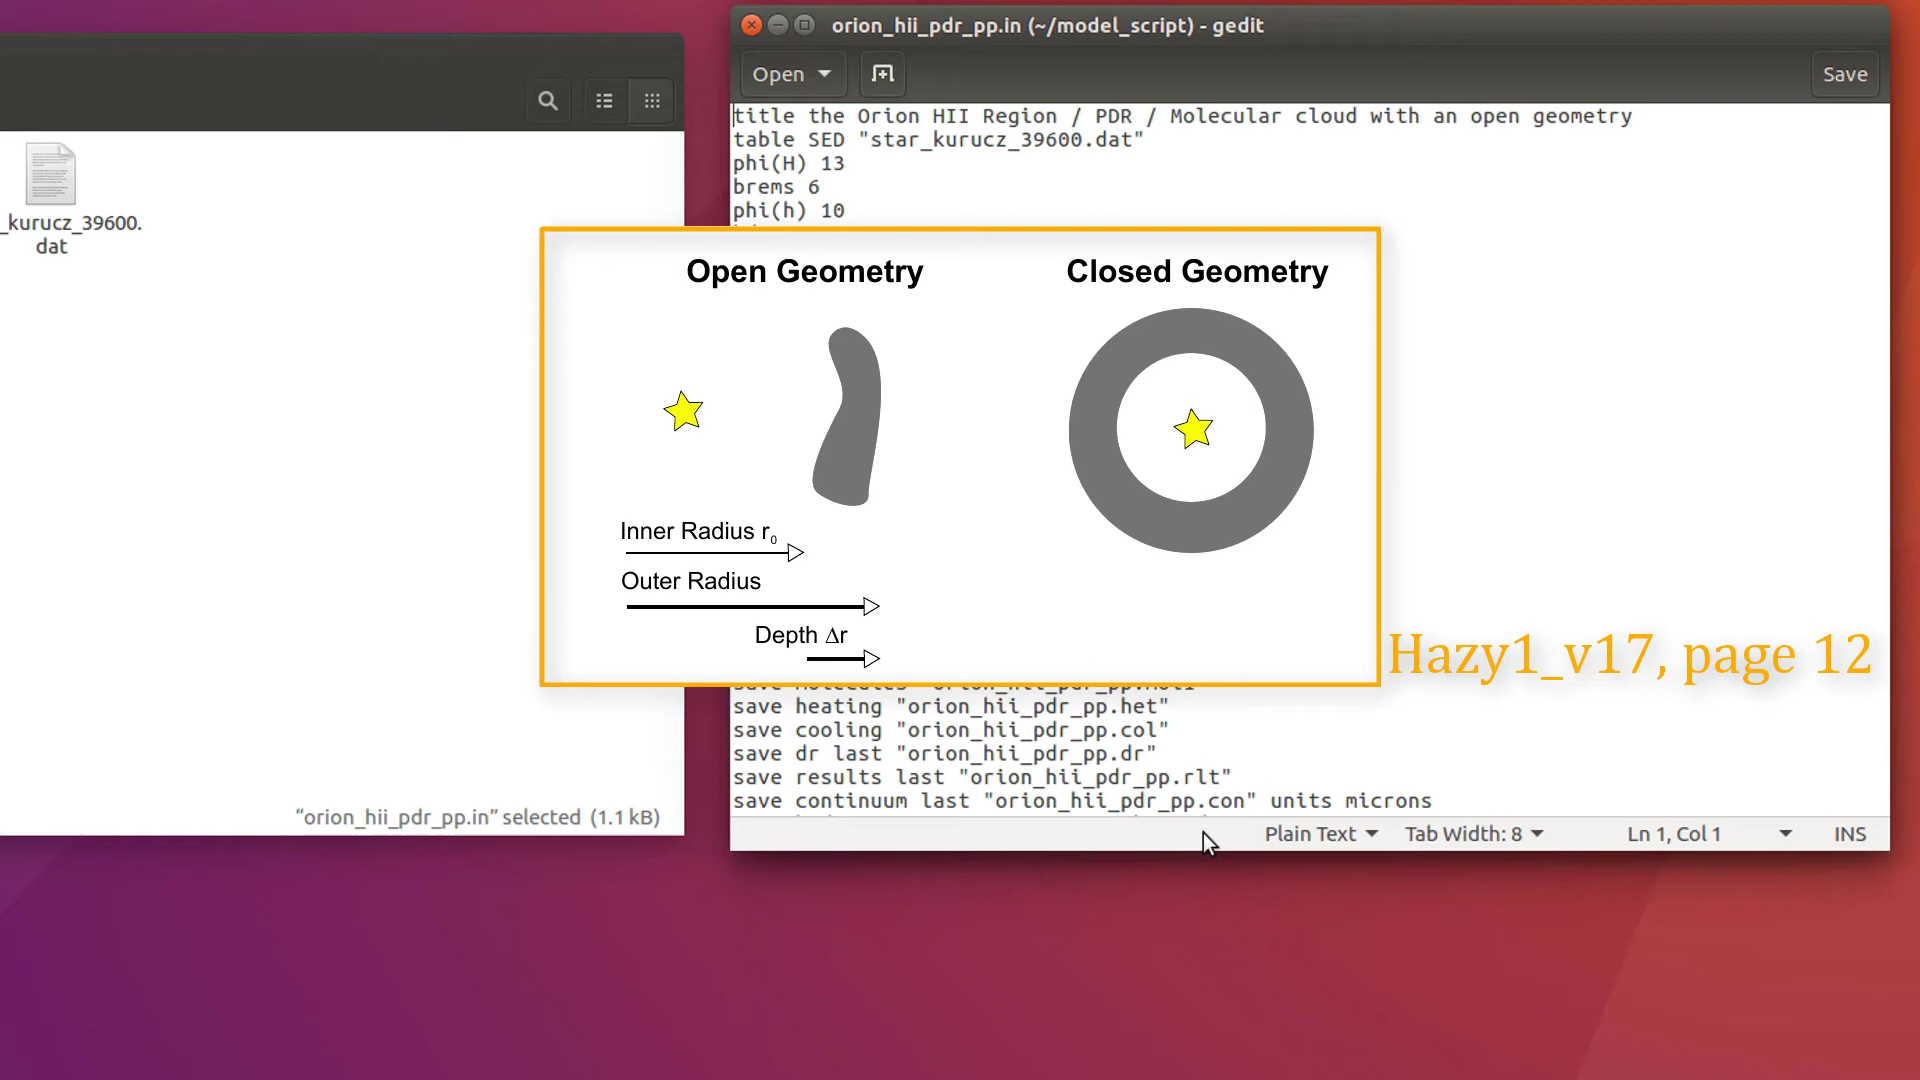 orion_hii_pdr_pp.in (~/model_script) - gedit
Open
Save
title the Orion HII Region / PDR / Molecular cloud with an open geometry
table SED "star_kurucz_39600.dat"
phi(H) 13
brems 6
phi(h) 10
_kurucz_39600.
dat
Open Geometry
Closed Geometry
Inner Radius r0
Outer Radius
Depth Δr
Hazy1_v17, page 12
save heating "orion_hii_pdr_pp.het"
save cooling "orion_hii_pdr_pp.col"
save dr last "orion_hii_pdr_pp.dr"
save results last "orion_hii_pdr_pp.rlt"
save continuum last "orion_hii_pdr_pp.con" units microns
"orion_hii_pdr_pp.in" selected (1.1 kB)
Plain Text
Tab Width: 8
Ln 1, Col 1
INS